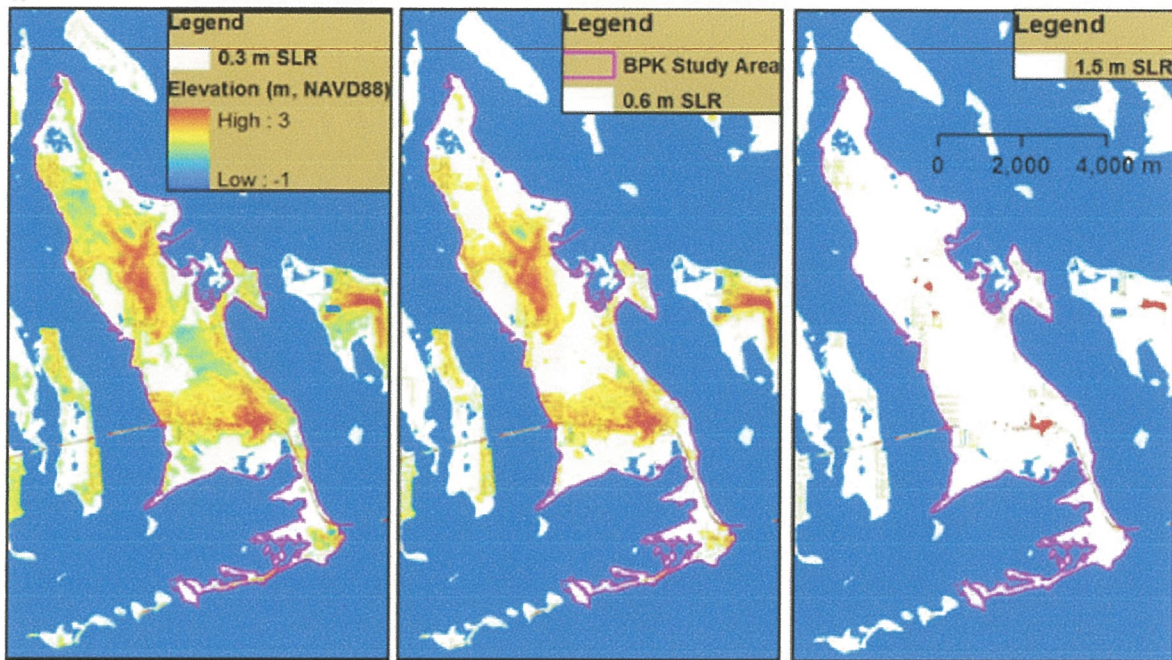 Legend
0.3 m SLR
Elevation (m, NAVD88)
High : 3
Low : -1
Legend
BPK Study Area
0.6 m SLR
Legend
1.5 m SLR
0 2,000 4,000 m